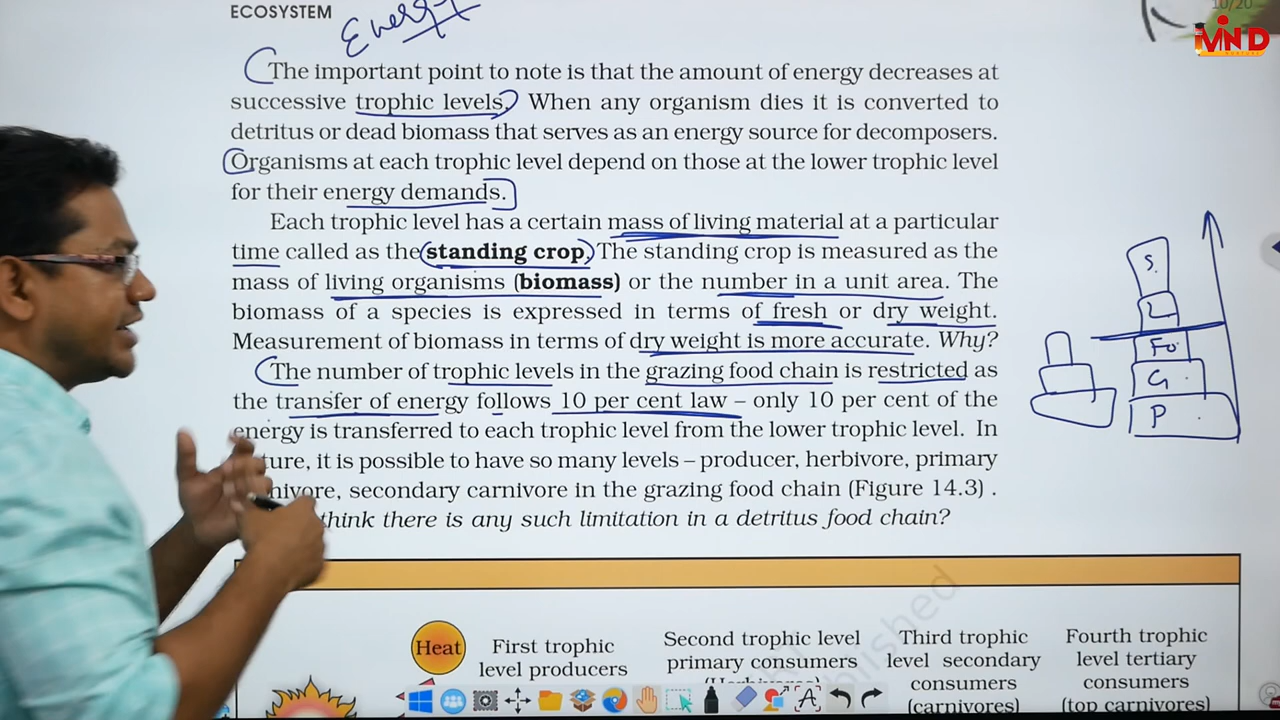 ECOSYSTEM
Energy
10/20
MIND
The important point to note is that the amount of energy decreases at
successive trophic levels. When any organism dies it is converted to
detritus or dead biomass that serves as an energy source for decomposers.
Organisms at each trophic level depend on those at the lower trophic level
for their energy demands.
Each trophic level has a certain mass of living material at a particular
time called as the standing crop. The standing crop is measured as the
mass of living organisms (biomass) or the number in a unit area. The
biomass of a species is expressed in terms of fresh or dry weight.
Measurement of biomass in terms of dry weight is more accurate. Why?
The number of trophic levels in the grazing food chain is restricted as
the transfer of energy follows 10 per cent law – only 10 per cent of the
energy is transferred to each trophic level from the lower trophic level. In
ture, it is possible to have so many levels – producer, herbivore, primary
nivore, secondary carnivore in the grazing food chain (Figure 14.3) .
think there is any such limitation in a detritus food chain?
S.
L
Fo
G
P
Heat
First trophic
level producers
Second trophic level
primary consumers
Third trophic
level secondary
consumers
(carnivores)
Fourth trophic
level tertiary
consumers
(top carnivores)